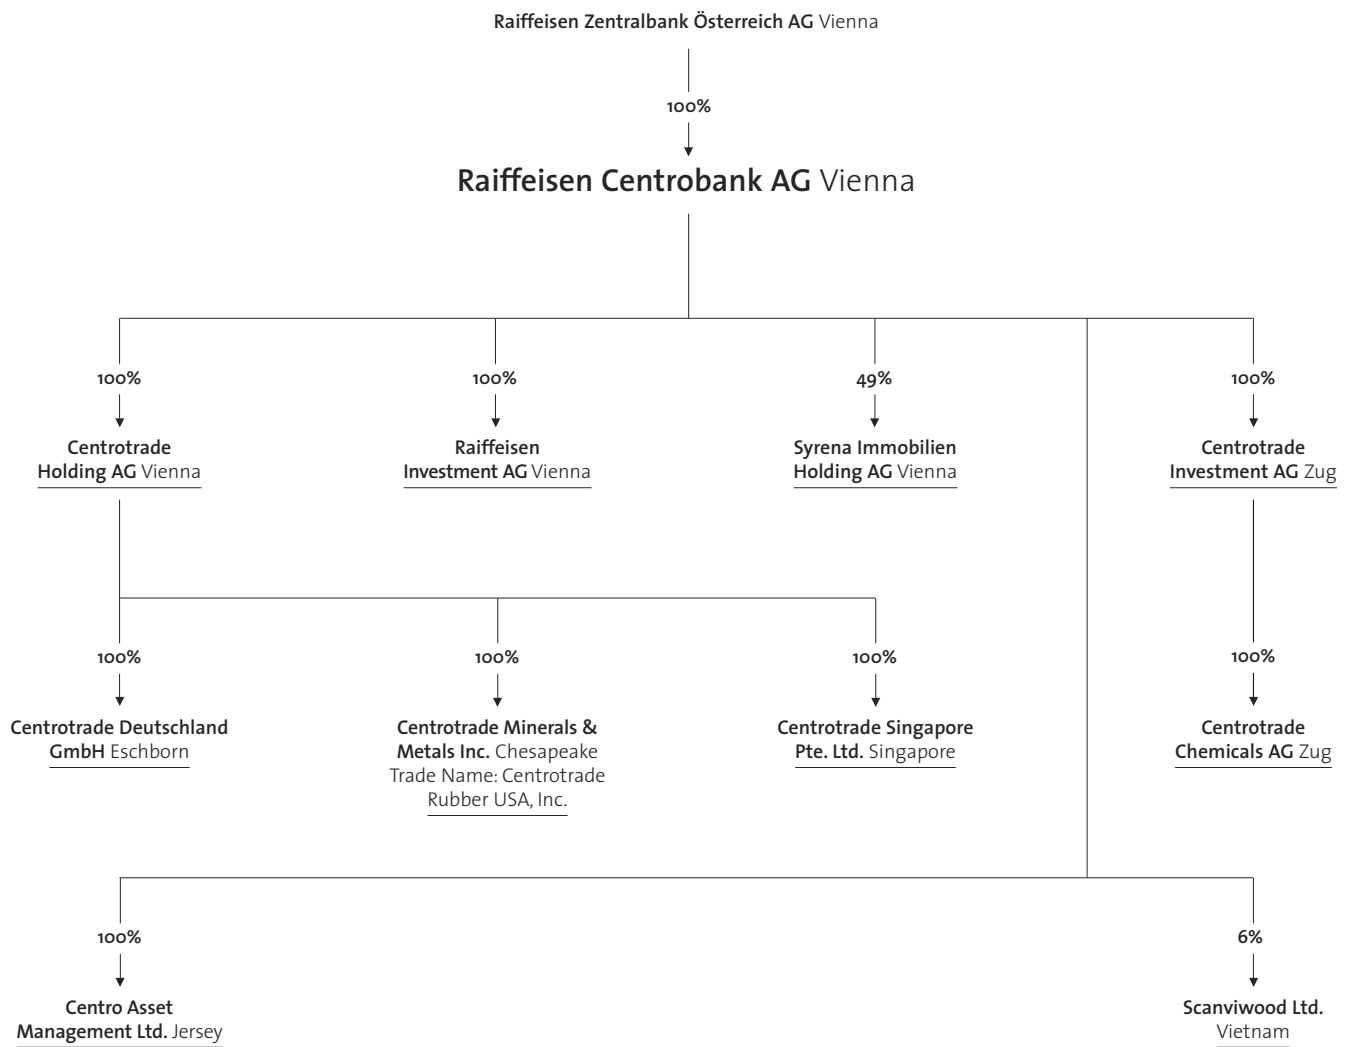 Raiffeisen Zentralbank Österreich AG Vienna
100%
Raiffeisen Centrobank AG Vienna
100%
100%
49%
100%
Centrotrade
Holding AG Vienna
Raiffeisen
Investment AG Vienna
Syrena Immobilien
Holding AG Vienna
Centrotrade
Investment AG Zug
100%
100%
100%
100%
Centrotrade Deutschland
GmbH Eschborn
Centrotrade Minerals &
Metals Inc. Chesapeake
Trade Name: Centrotrade
Rubber USA, Inc.
Centrotrade Singapore
Pte. Ltd. Singapore
Centrotrade
Chemicals AG Zug
100%
6%
Centro Asset
Management Ltd. Jersey
Scanviwood Ltd.
Vietnam